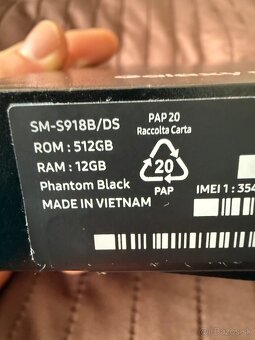 SM-S918B/DS
ROM : 512GB
RAM : 12GB
Phantom Black
MADE IN VIETNAM
PAP 20
Raccolta Carta
20
PAP
IMEI 1 : 354